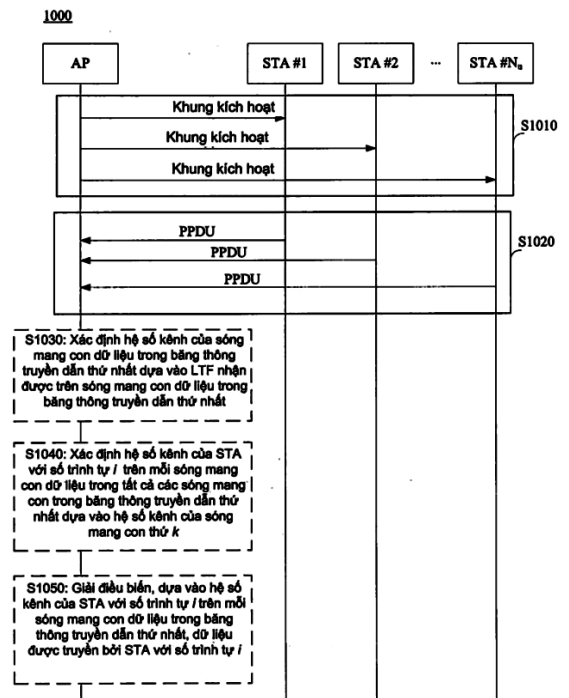 1000
AP
STA #1
STA #2
...
STA #Nu
Khung kích hoạt
Khung kích hoạt
Khung kích hoạt
S1010
PPDU
PPDU
PPDU
S1020
S1030: Xác định hệ số kênh của sóng
mang con dữ liệu trong băng thông
truyền dẫn thứ nhất dựa vào LTF nhận
được trên sóng mang con dữ liệu trong
băng thông truyền dẫn thứ nhất
S1040: Xác định hệ số kênh của STA
với số trình tự i trên mỗi sóng mang
con dữ liệu trong tất cả các sóng mang
con trong băng thông truyền dẫn thứ
nhất dựa vào hệ số kênh của sóng
mang con thứ k
S1050: Giải điều biến, dựa vào hệ số
kênh của STA với số trình tự i trên mỗi
sóng mang con dữ liệu trong băng
thông truyền dẫn thứ nhất, dữ liệu
được truyền bởi STA với số trình tự i